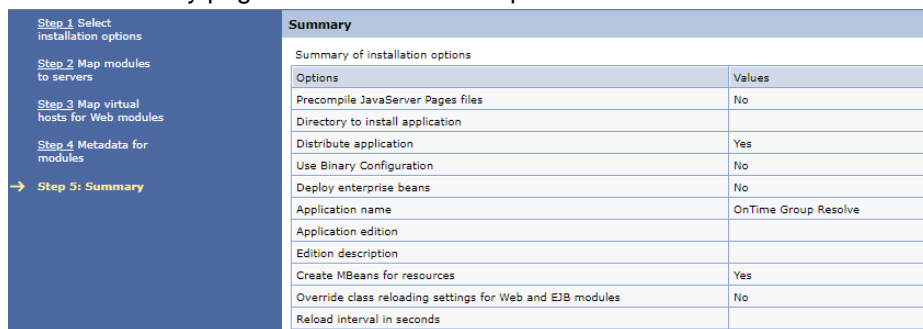 Step 1 Select
installation options
Step 2 Map modules
to servers
Step 3 Map virtual
hosts for Web modules
Step 4 Metadata for
modules
→ Step 5: Summary
Summary
Summary of installation options
Options Values
Precompile JavaServer Pages files No
Directory to install application
Distribute application Yes
Use Binary Configuration No
Deploy enterprise beans No
Application name OnTime Group Resolve
Application edition
Edition description
Create MBeans for resources Yes
Override class reloading settings for Web and EJB modules No
Reload interval in seconds